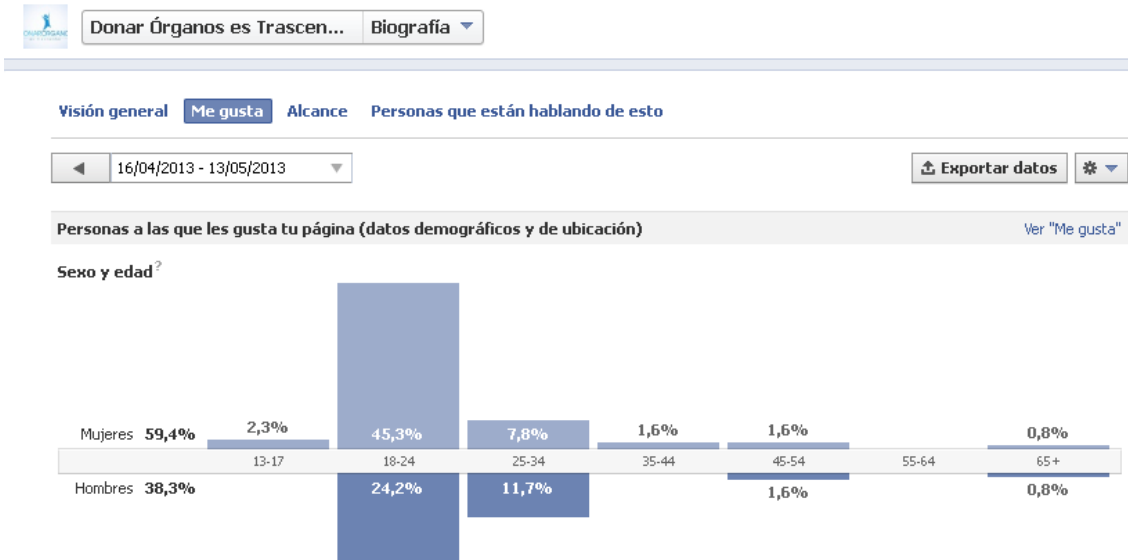 Donar Órganos es Trascen... Biografía
Visión general Me gusta Alcance Personas que están hablando de esto
16/04/2013 - 13/05/2013 Exportar datos
Personas a las que les gusta tu página (datos demográficos y de ubicación) Ver "Me gusta"
Sexo y edad?
Mujeres 59,4% 2,3% 45,3% 7,8% 1,6% 1,6% 0,8%
13-17 18-24 25-34 35-44 45-54 55-64 65+
Hombres 38,3% 24,2% 11,7% 1,6% 0,8%